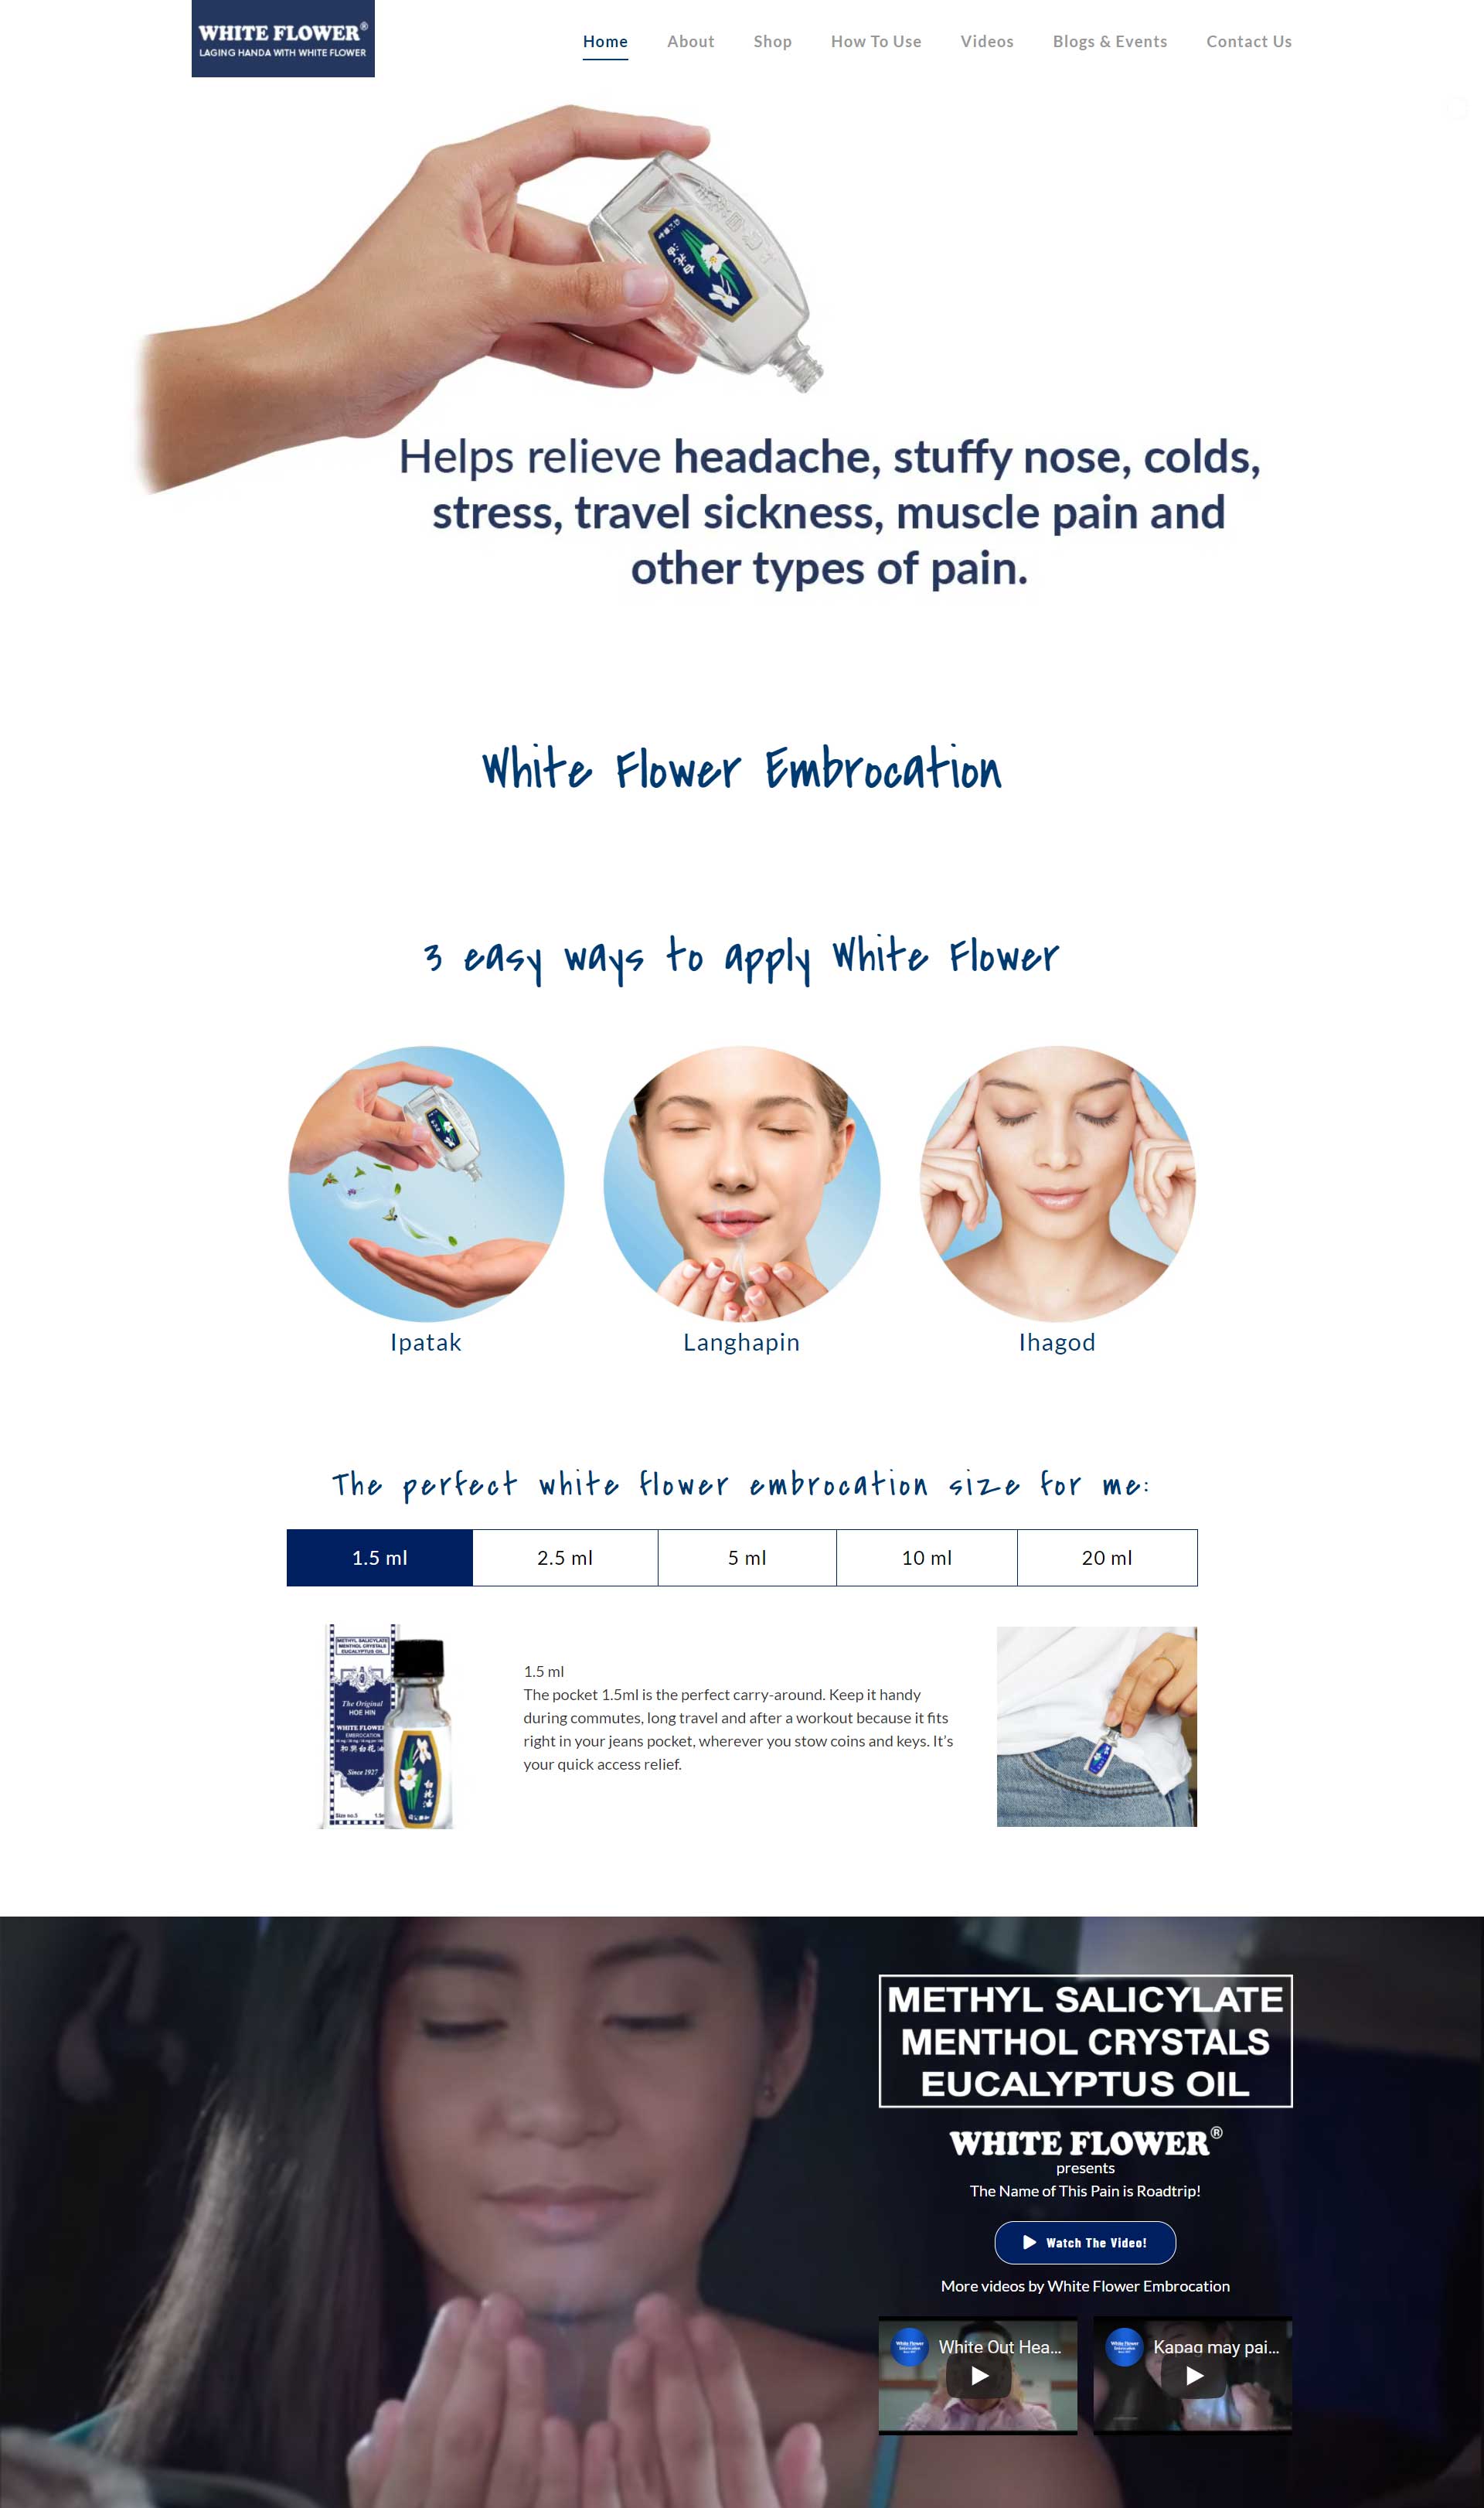 WHITE FLOWER®
LAGING HANDA WITH WHITE FLOWER
Home About Shop How To Use Videos Blogs & Events Contact Us
Helps relieve headache, stuffy nose, colds,
stress, travel sickness, muscle pain and
other types of pain.
White Flower Embrocation
3 easy ways to apply White Flower
Ipatak Langhapin Ihagod
The perfect white flower embrocation size for me:
1.5 ml 2.5 ml 5 ml 10 ml 20 ml
METHYL SALICYLATE
MENTHOL CRYSTALS
EUCALYPTUS OIL
The Original
HOE HIN
WHITE FLOWER
EMBROCATION
和興白花油
Since 1927
白花油
1.5 ml
The pocket 1.5ml is the perfect carry-around. Keep it handy
during commutes, long travel and after a workout because it fits
right in your jeans pocket, wherever you stow coins and keys. It's
your quick access relief.
METHYL SALICYLATE
MENTHOL CRYSTALS
EUCALYPTUS OIL
WHITE FLOWER®
presents
The Name of This Pain is Roadtrip!
Watch The Video!
More videos by White Flower Embrocation
White Out Hea...
Kapag may pai...